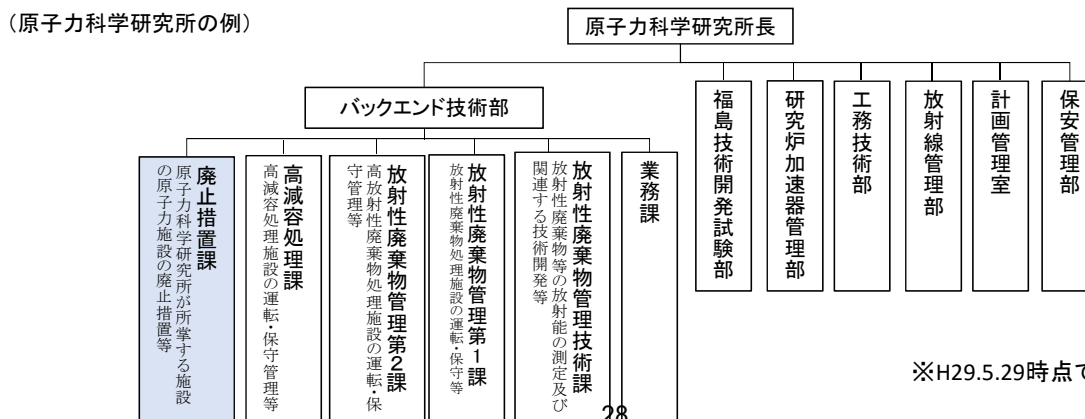 （原子力科学研究所の例）
原子力科学研究所長
バックエンド技術部
保安管理部
計画管理室
放射線管理部
工務技術部
研究炉加速器管理部
福島技術開発試験部
業務課
放射性廃棄物管理技術課
放射性廃棄物等の放射能の測定及び
関連する技術開発等
放射性廃棄物管理第１課
放射性廃棄物処理施設の運転・保守等
放射性廃棄物管理第２課
高放射性廃棄物処理施設の運転・保
守管理等
高減容処理課
高減容処理施設の運転・保守管理等
廃止措置課
原子力科学研究所が所掌する施設
の原子力施設の廃止措置等
※H29.5.29時点で
28